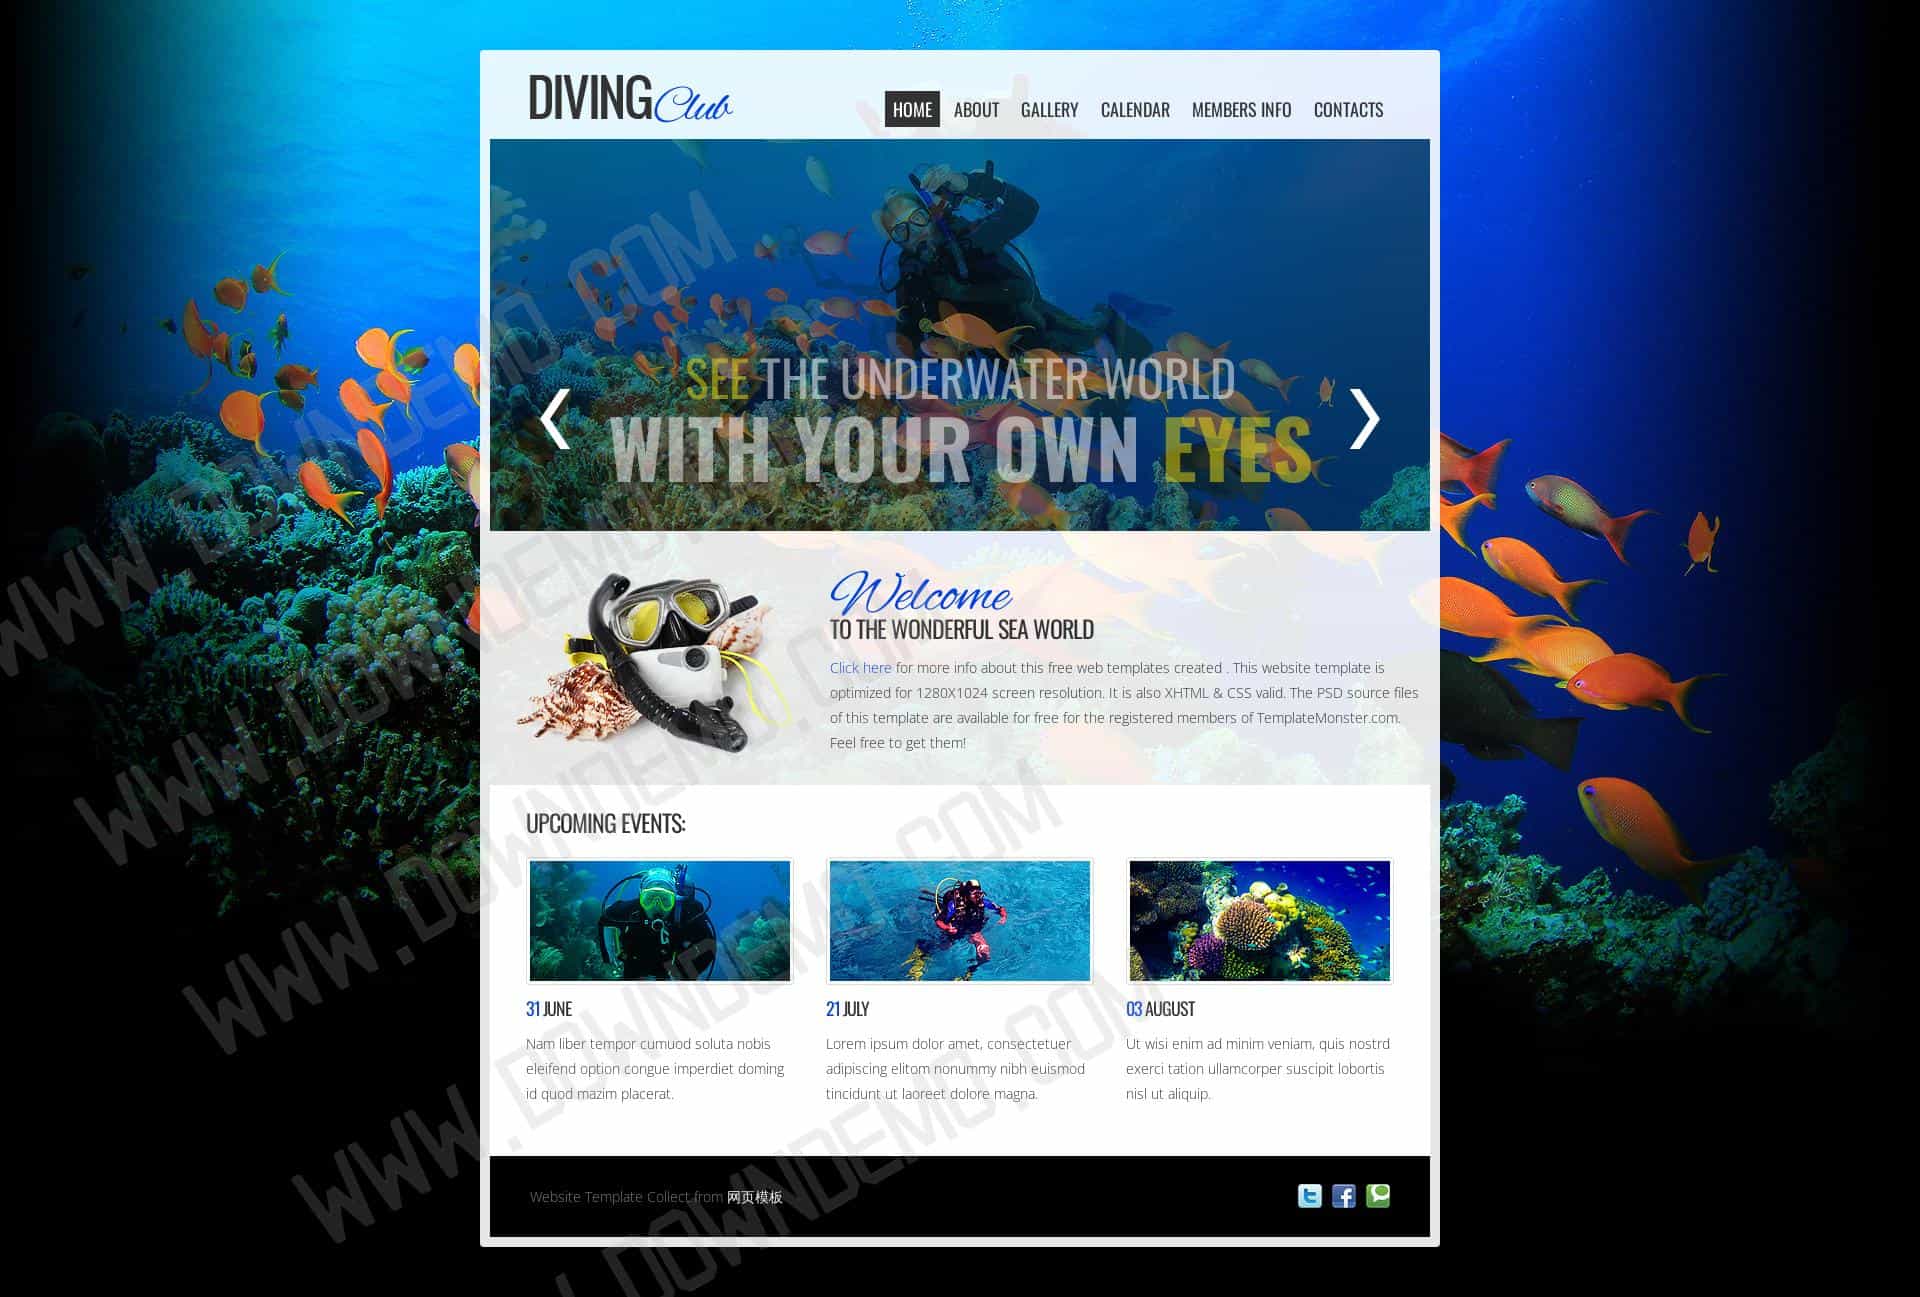 DIVING Club
HOME ABOUT GALLERY CALENDAR MEMBERS INFO CONTACTS
SEE THE UNDERWATER WORLD
WITH YOUR OWN EYES
Welcome
TO THE WONDERFUL SEA WORLD
Click here for more info about this free web templates created . This website template is
optimized for 1280X1024 screen resolution. It is also XHTML & CSS valid. The PSD source files
of this template are available for free for the registered members of TemplateMonster.com.
Feel free to get them!
UPCOMING EVENTS:
31 JUNE
Nam liber tempor cumuod soluta nobis
eleifend option congue imperdiet doming
id quod mazim placerat.
21 JULY
Lorem ipsum dolor amet, consectetuer
adipiscing elitom nonummy nibh euismod
tincidunt ut laoreet dolore magna.
03 AUGUST
Ut wisi enim ad minim veniam, quis nostrd
exerci tation ullamcorper suscipit lobortis
nisl ut aliquip.
Website Template Collect from 网页模板
WWW.DOWNDEMO.COM
WWW.DOWNDEMO.COM
WWW.DOWNDEMO.COM
WWW.DOWNDEMO.COM
W.DOWNDEMO.COM